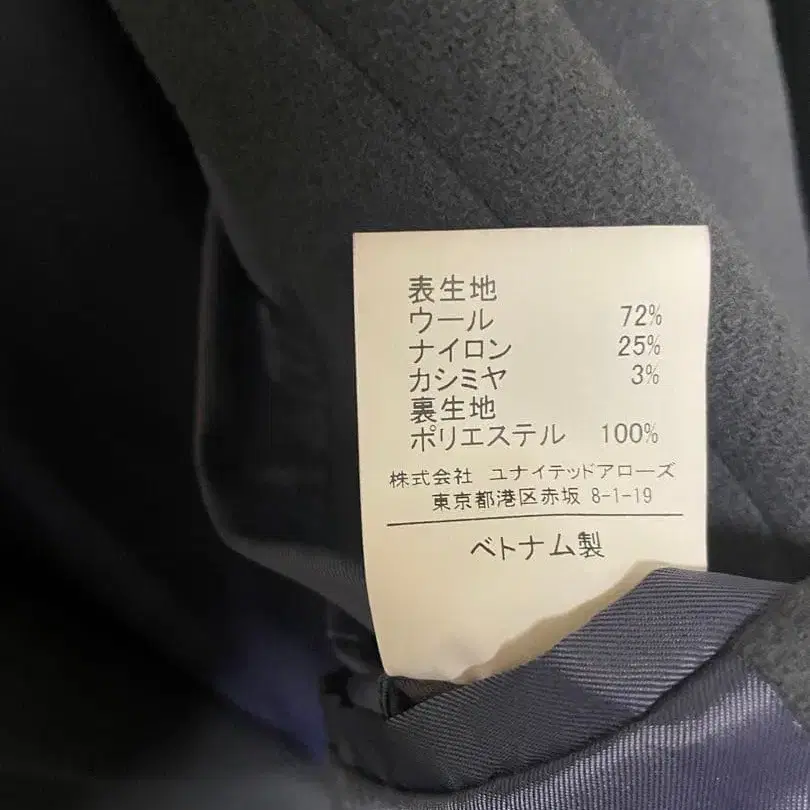 表生地
ウール 72%
ナイロン 25%
カシミヤ 3%
裏生地
ポリエステル 100%
株式会社 ユナイテッドアローズ
東京都港区赤坂 8-1-19
ベトナム製